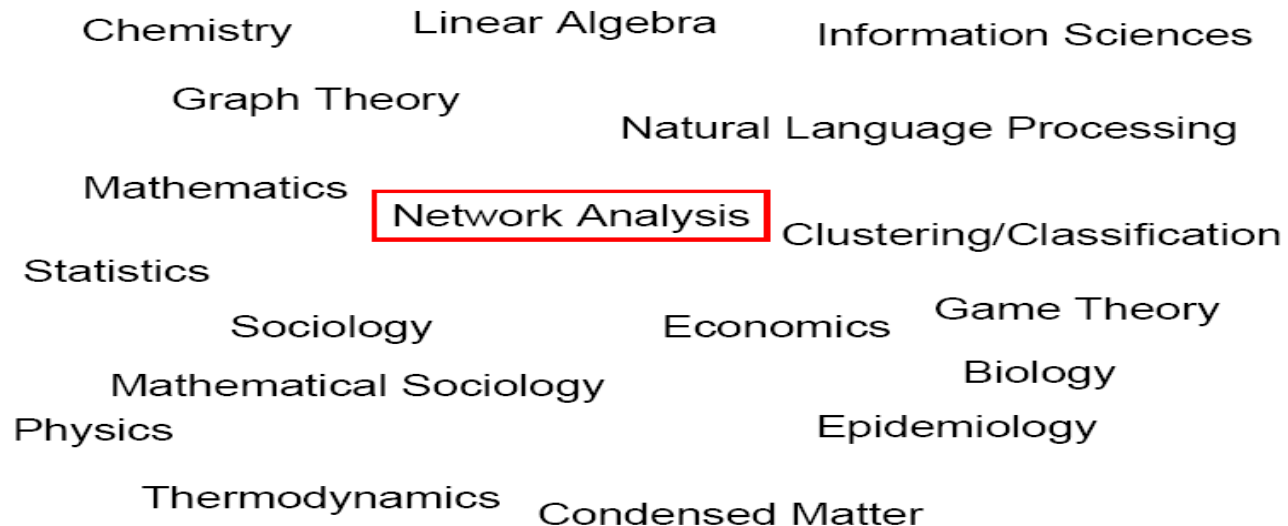 Chemistry
Linear Algebra
Information Sciences
Graph Theory
Natural Language Processing
Mathematics
Network Analysis
Clustering/Classification
Statistics
Sociology
Economics
Game Theory
Mathematical Sociology
Biology
Physics
Epidemiology
Thermodynamics
Condensed Matter